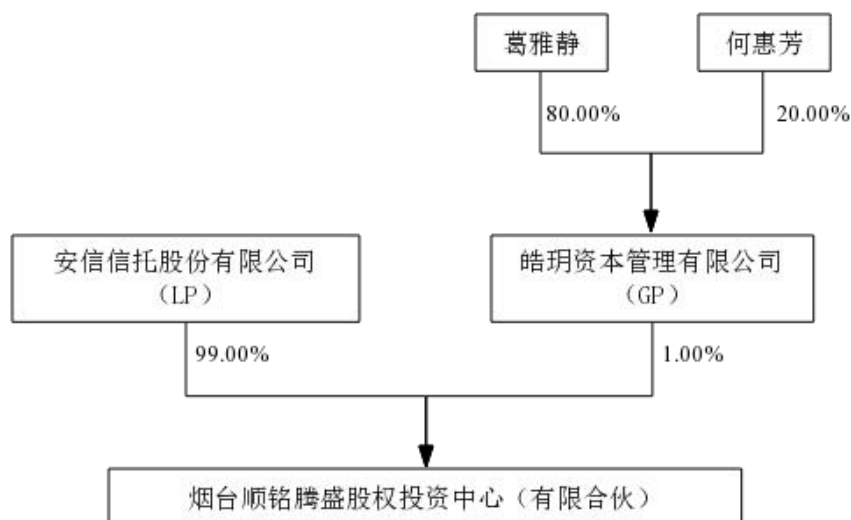 葛雅静
何惠芳
80.00%
20.00%
安信信托股份有限公司
（LP）
皓玥资本管理有限公司
（GP）
99.00%
1.00%
烟台顺铭腾盛股权投资中心（有限合伙）